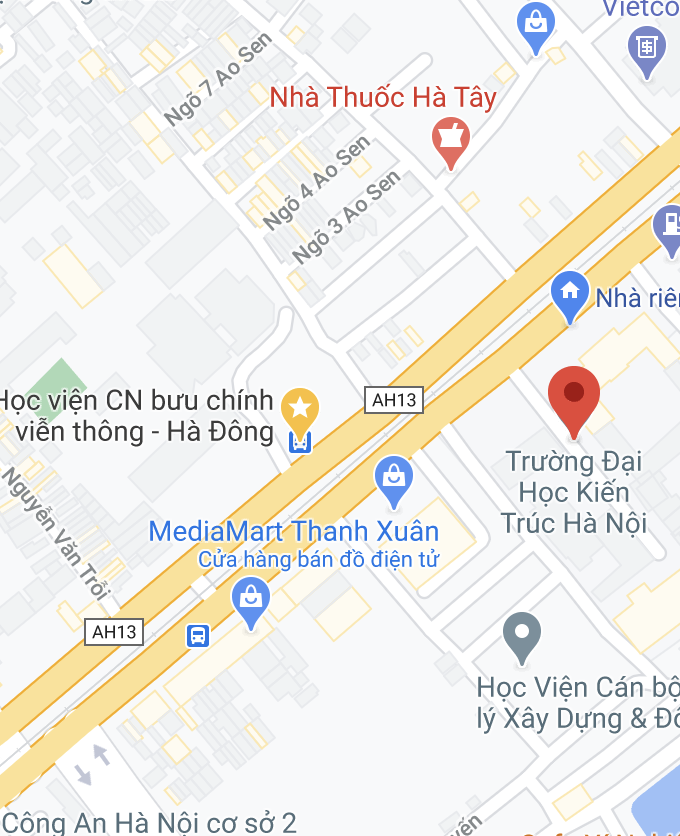 Vietco
Ngõ 7 Ao Sen
Nhà Thuốc Hà Tây
Ngõ 4 Ao Sen
Ngõ 3 Ao Sen
Nhà riê
AH13
Học viện CN bưu chính
viễn thông - Hà Đông
Trường Đại
Học Kiến
Trúc Hà Nội
Nguyễn Văn Trỗi
MediaMart Thanh Xuân
Cửa hàng bán đồ điện tử
AH13
Học Viện Cán bộ
lý Xây Dựng & Đô
Công An Hà Nội cơ sở 2